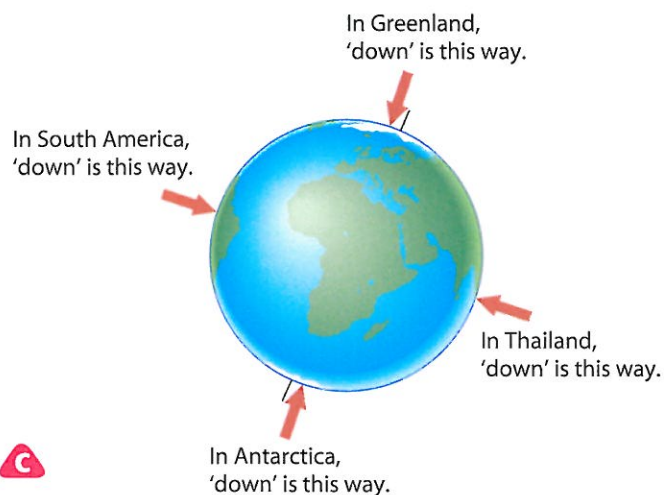 In Greenland,
‘down’ is this way.
In South America,
‘down’ is this way.
In Thailand,
‘down’ is this way.
In Antarctica,
‘down’ is this way.
C